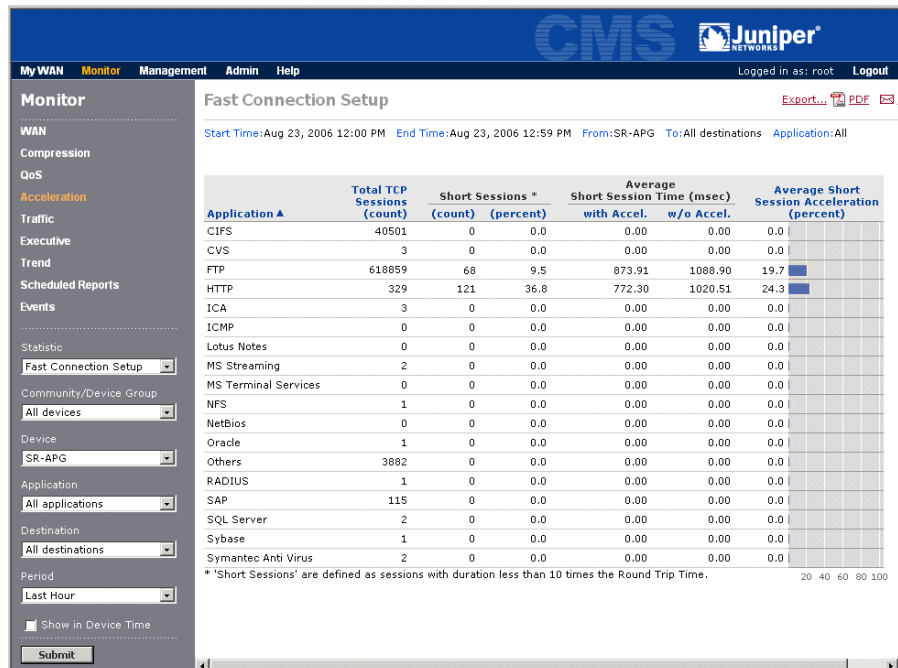 CMS
Juniper
NETWORKS
My WAN Monitor Management Admin Help Logged in as: root Logout
Monitor
WAN
Compression
QoS
Acceleration
Traffic
Executive
Trend
Scheduled Reports
Events
Statistic
Fast Connection Setup
Community/Device Group
All devices
Device
SR-APG
Application
All applications
Destination
All destinations
Period
Last Hour
Show in Device Time
Submit
Fast Connection Setup
Export... PDF
Start Time:Aug 23, 2006 12:00 PM End Time:Aug 23, 2006 12:59 PM From:SR-APG To:All destinations Application:All
Application Total TCP Sessions (count) Short Sessions * (count) (percent) Average Short Session Time (msec) with Accel. w/o Accel. Average Short Session Acceleration (percent)
CIFS 40501 0 0.0 0.00 0.00 0.0
CVS 3 0 0.0 0.00 0.00 0.0
FTP 618859 68 9.5 873.91 1088.90 19.7
HTTP 329 121 36.8 772.30 1020.51 24.3
ICA 3 0 0.0 0.00 0.00 0.0
ICMP 0 0 0.0 0.00 0.00 0.0
Lotus Notes 0 0 0.0 0.00 0.00 0.0
MS Streaming 2 0 0.0 0.00 0.00 0.0
MS Terminal Services 0 0 0.0 0.00 0.00 0.0
NFS 1 0 0.0 0.00 0.00 0.0
NetBios 0 0 0.0 0.00 0.00 0.0
Oracle 1 0 0.0 0.00 0.00 0.0
Others 3882 0 0.0 0.00 0.00 0.0
RADIUS 1 0 0.0 0.00 0.00 0.0
SAP 115 0 0.0 0.00 0.00 0.0
SQL Server 2 0 0.0 0.00 0.00 0.0
Sybase 1 0 0.0 0.00 0.00 0.0
Symantec Anti Virus 2 0 0.0 0.00 0.00 0.0
* 'Short Sessions' are defined as sessions with duration less than 10 times the Round Trip Time.
20 40 60 80 100